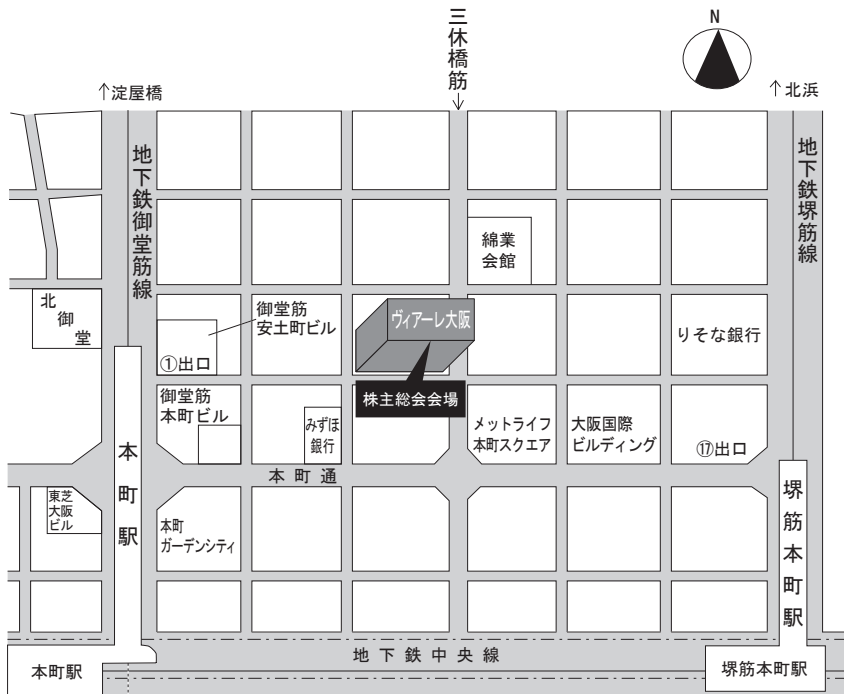 三休橋筋
N
↑淀屋橋
↑北浜
地下鉄御堂筋線
地下鉄堺筋線
綿業
会館
北御堂
御堂筋
安土町ビル
ヴィアーレ大阪
りそな銀行
①出口
株主総会会場
御堂筋
本町ビル
みずほ
銀行
メットライフ
本町スクエア
大阪国際
ビルディング
⑰出口
本町通
本町駅
東芝
大阪
ビル
本町
ガーデンシティ
堺筋本町駅
地下鉄中央線
本町駅
堺筋本町駅